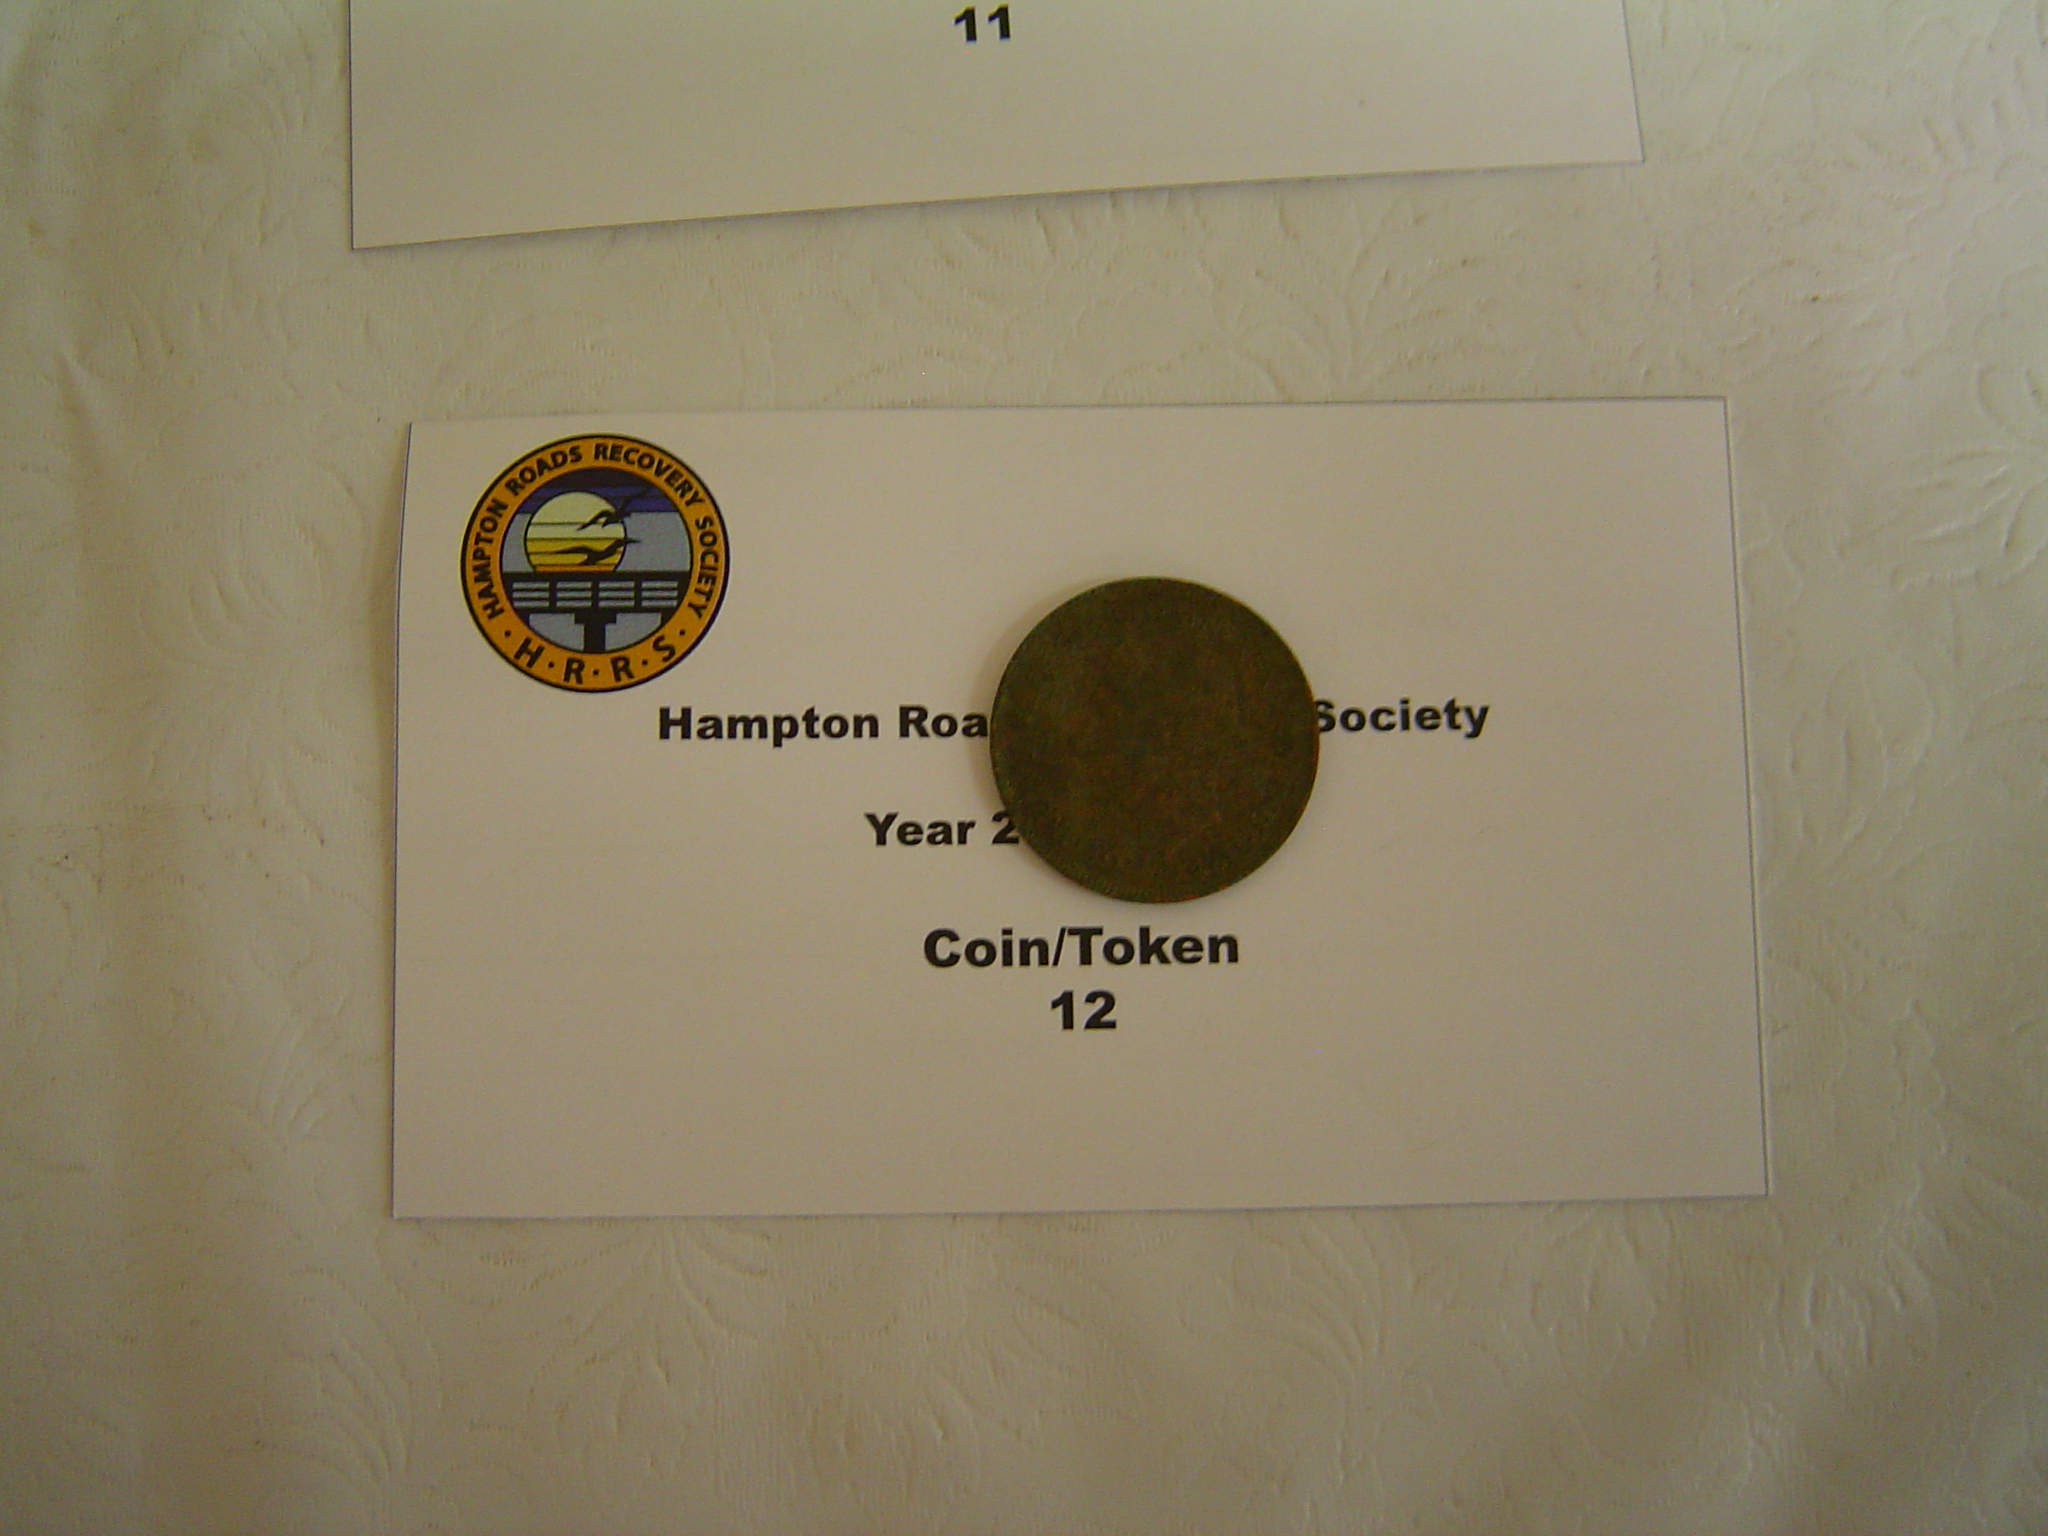 11
HAMPTON ROADS RECOVERY SOCIETY
· H · R · R · S ·
Hampton Roa Society
Year 2
Coin/Token
12